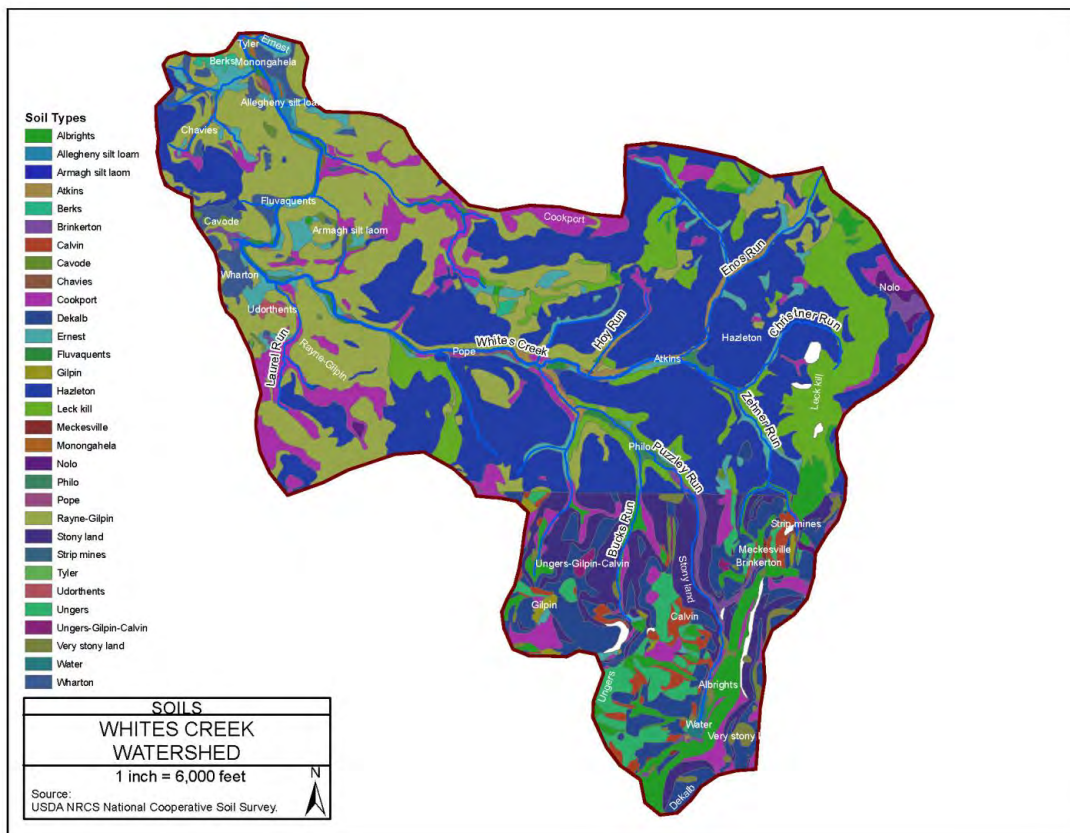 Soil Types
Albrights
Allegheny silt loam
Armagh silt laom
Atkins
Berks
Brinkerton
Calvin
Cavode
Chavies
Cookport
Dekalb
Ernest
Fluvaquents
Gilpin
Hazleton
Leck kill
Meckesville
Monongahela
Nolo
Philo
Pope
Rayne-Gilpin
Stony land
Strip mines
Tyler
Udorthents
Ungers
Ungers-Gilpin-Calvin
Very stony land
Water
Wharton
SOILS
WHITES CREEK
WATERSHED
1 inch = 6,000 feet
N
Source:
USDA NRCS National Cooperative Soil Survey.
Ernest
Tyler
Berks
Monongahela
Allegheny silt loam
Chavies
Fluvaquents
Cavode
Armagh silt laom
Cookport
Wharton
Enos Run
Nolo
Udorthents
Christner Run
Hazleton
Hoy Run
Whites Creek
Laurel Run
Rayne-Gilpin
Pope
Atkins
Leck kill
Zehner Run
Philo
Puzzley Run
Bucks Run
Strip mines
Meckesville
Brinkerton
Ungers-Gilpin-Calvin
Stony land
Gilpin
Calvin
Ungers
Albrights
Water
Very stony l
Dekalb